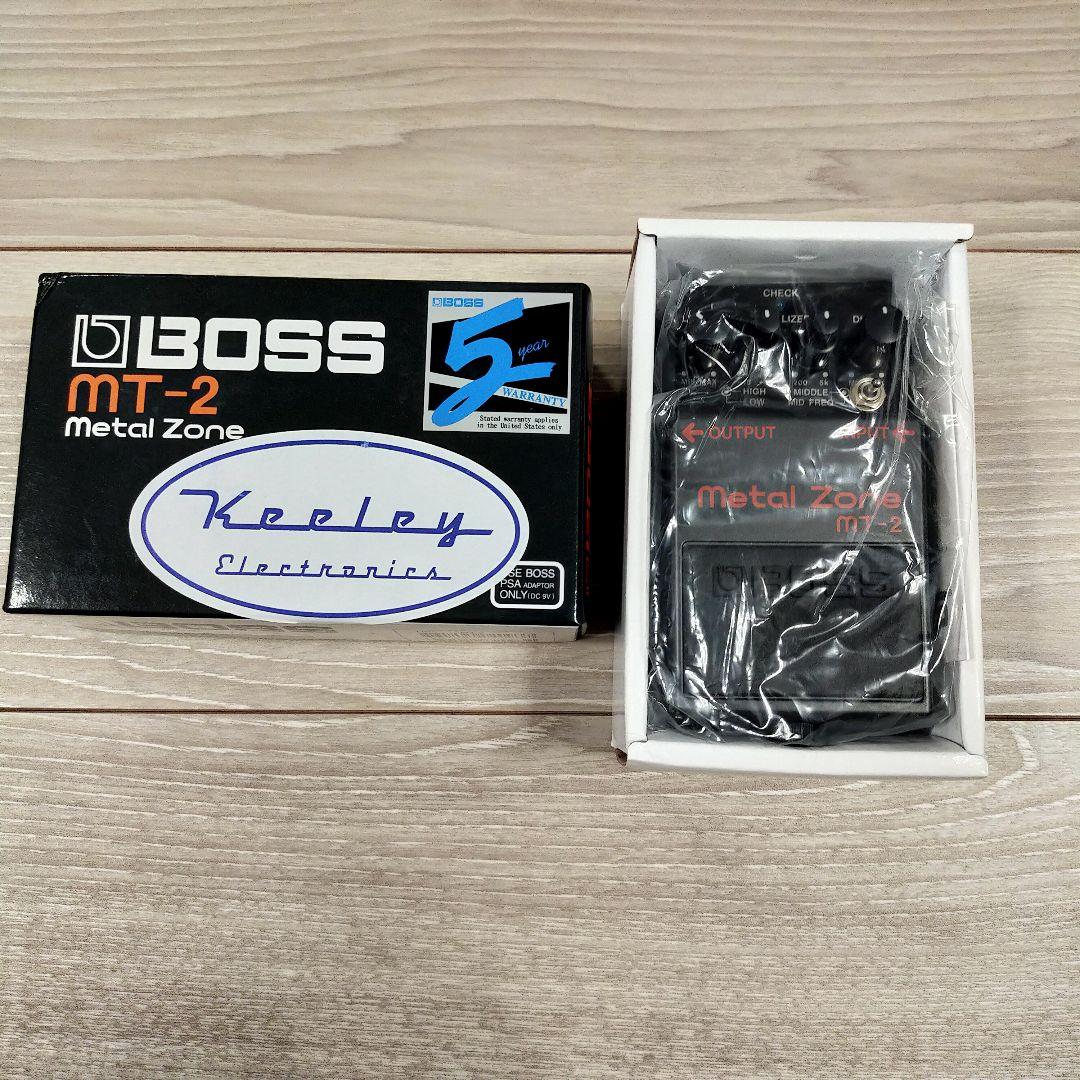 BOSS
MT-2
Metal Zone
BOSS
5
year
WARRANTY
Stated warranty applies
in the United States only
Keeley
Electronics
BOSS
PSA ADAPTOR
ONLY (DC 9V)
CHECK
HIGH
LOW
MIDDLE
MID FREQ
← OUTPUT
INPUT ←
Metal Zone
MT-2
BOSS